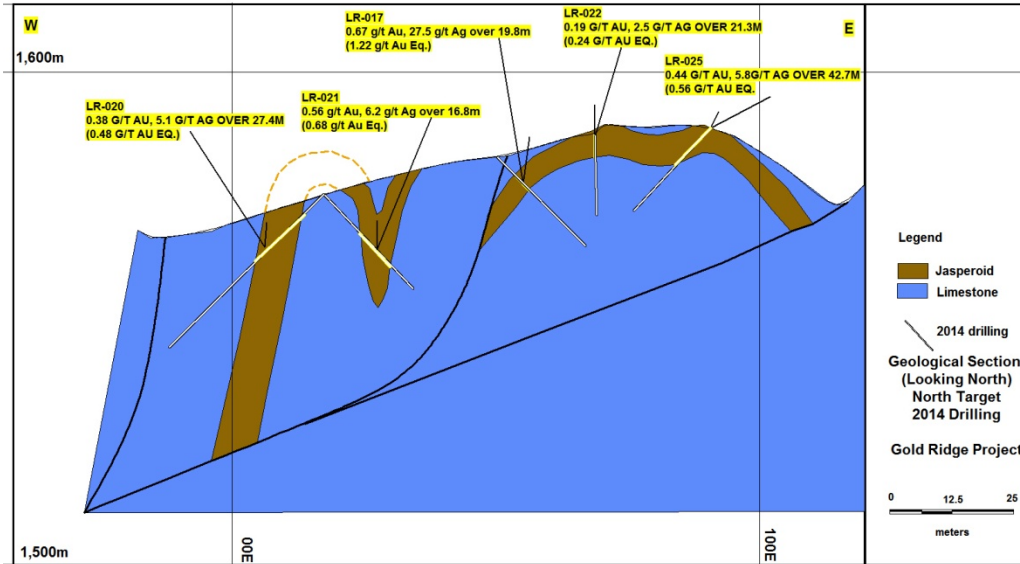 W
E
1,600m
LR-017
0.67 g/t Au, 27.5 g/t Ag over 19.8m
(1.22 g/t Au Eq.)
LR-022
0.19 G/T AU, 2.5 G/T AG OVER 21.3M
(0.24 G/T AU EQ.)
LR-025
0.44 G/T AU, 5.8G/T AG OVER 42.7M
(0.56 G/T AU EQ.
LR-020
0.38 G/T AU, 5.1 G/T AG OVER 27.4M
(0.48 G/T AU EQ.)
LR-021
0.56 g/t Au, 6.2 g/t Ag over 16.8m
(0.68 g/t Au Eq.)
Legend
Jasperoid
Limestone
2014 drilling
Geological Section
(Looking North)
North Target
2014 Drilling
Gold Ridge Project
0 12.5 25
meters
1,500m
00E
100E